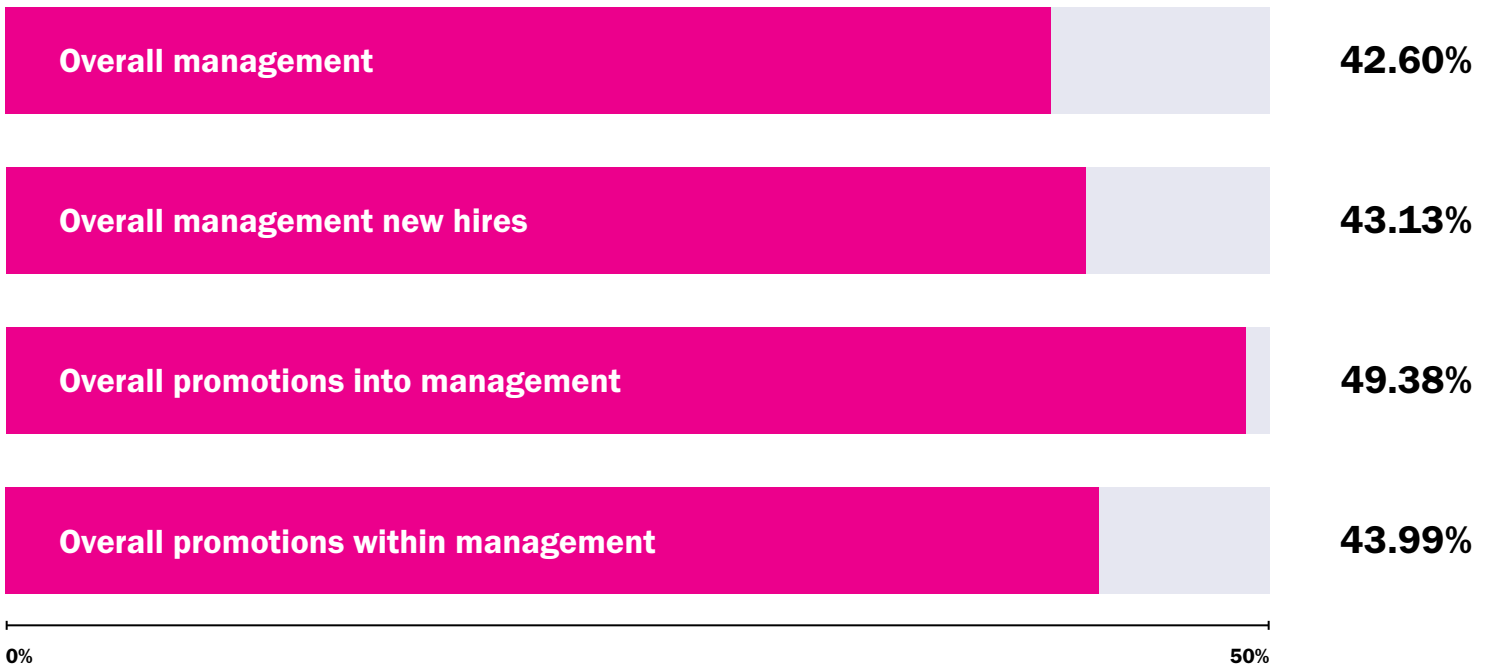 Overall management 42.60%
Overall management new hires 43.13%
Overall promotions into management 49.38%
Overall promotions within management 43.99%
0% 50%